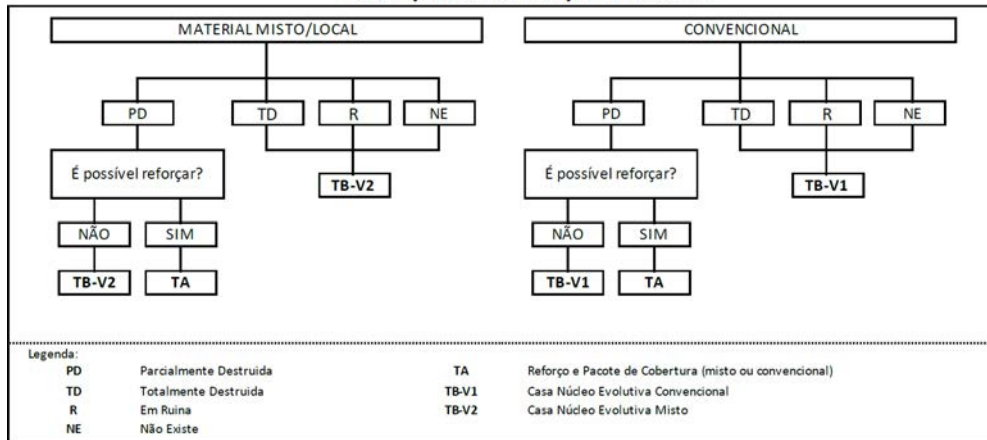 MATERIAL MISTO/LOCAL
PD
TD
R
NE
É possível reforçar?
TB-V2
NÃO
SIM
TB-V2
TA
CONVENCIONAL
PD
TD
R
NE
É possível reforçar?
TB-V1
NÃO
SIM
TB-V1
TA
Legenda:
PD Parcialmente Destruida
TD Totalmente Destruida
R Em Ruina
NE Não Existe
TA Reforço e Pacote de Cobertura (misto ou convencional)
TB-V1 Casa Núcleo Evolutiva Convencional
TB-V2 Casa Núcleo Evolutiva Misto